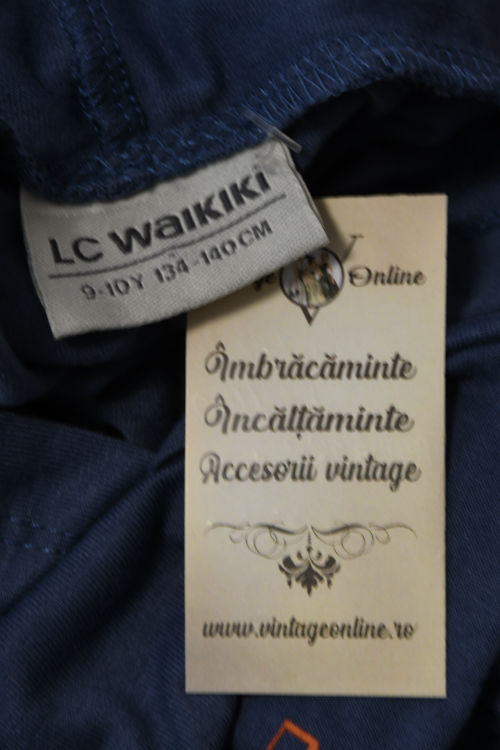 LC WAIKIKI
9-10Y 134-140CM
Online
Îmbrăcăminte
Încălțăminte
Accesorii vintage
www.vintageonline.ro